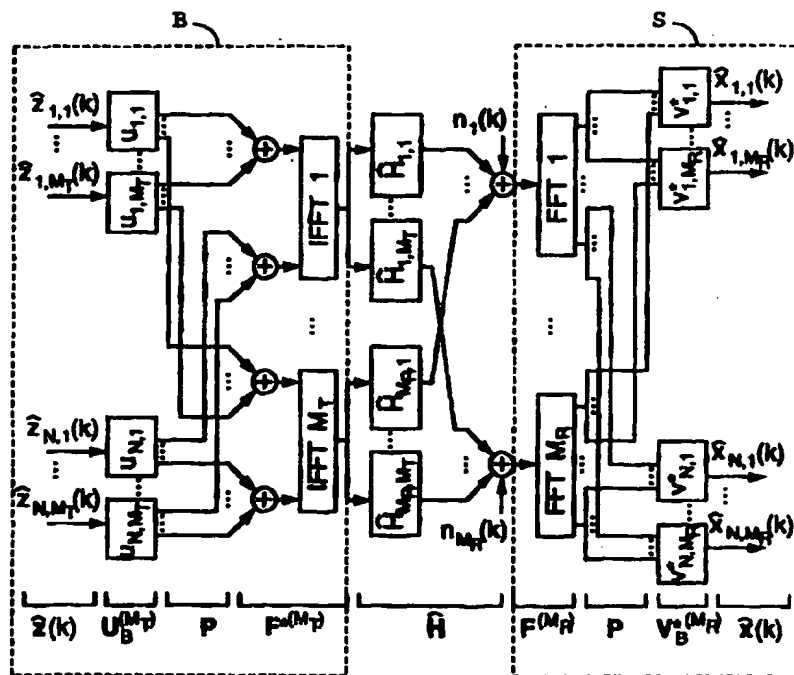 B
S
ẑ1,1(k)
...
ẑ1,MT(k)
u1,1
...
u1,MT
...
...
IFFT 1
Ĥ1,1
...
Ĥ1,MT
n1(k)
...
FFT 1
...
V*1,1
...
V*1,MR
x̂1,1(k)
...
x̂1,MR(k)
...
...
ẑN,1(k)
...
ẑN,MT(k)
uN,1
...
uN,MT
...
...
IFFT MT
ĤMR,1
...
ĤMR,MT
...
nMR(k)
FFT MR
...
V*N,1
...
V*N,MR
x̂N,1(k)
...
x̂N,MR(k)
ẑ(k) UB(MT) P F*(MT) Ĥ F(MR) P VB*(MR) x̂(k)